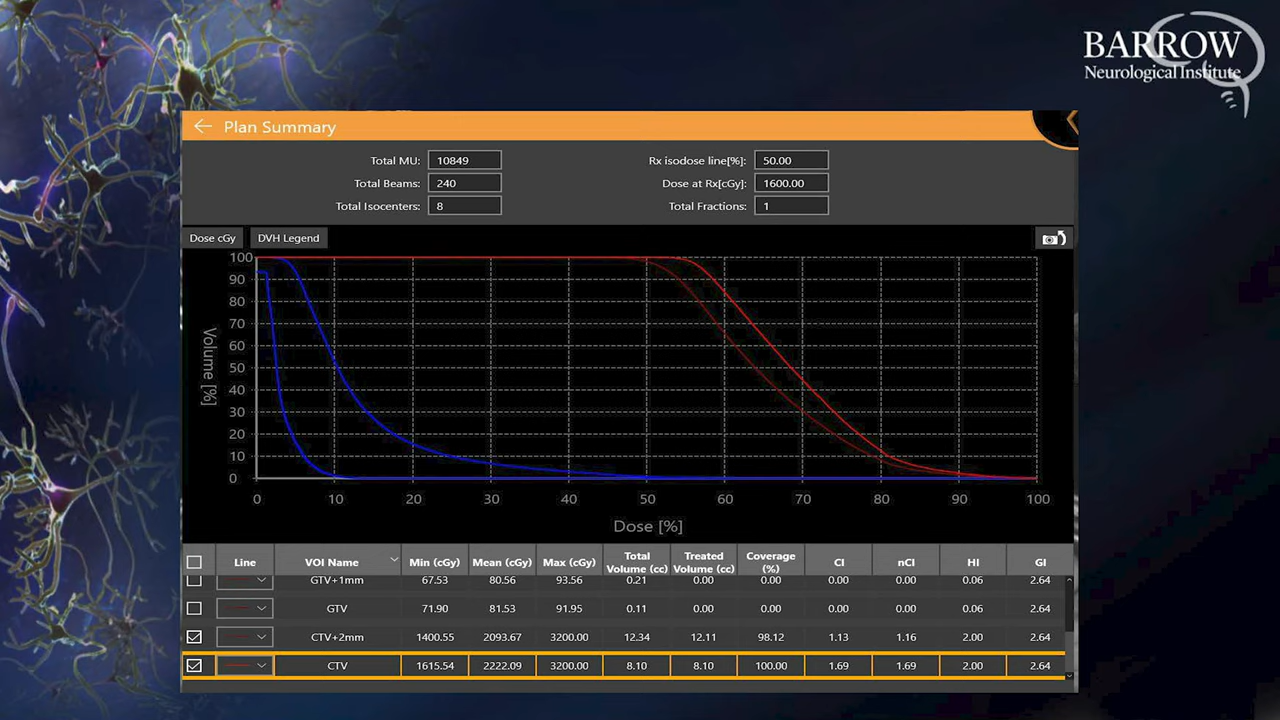 BARROW
Neurological Institute
Plan Summary
Total MU: 10849 Rx isodose line[%]: 50.00
Total Beams: 240 Dose at Rx[cGy] 1600.00
Total Isocenters: 8 Total Fractions: 1
Dose cGy DVH Legend
100
90
80
70
60
50
40
30
20
10
0
Volume [%]
0 10 20 30 40 50 60 70 80 90 100
Dose [%]
Line VOI Name Min (cGy) Mean (cGy) Max (cGy) Total Volume (cc) Treated Volume (cc) Coverage (%) CI nCI HI GI
GTV+1mm 67.53 80.56 93.56 0.21 0.00 0.00 0.00 0.00 0.06 2.64
GTV 71.90 81.53 91.95 0.11 0.00 0.00 0.00 0.00 0.06 2.64
CTV+2mm 1400.55 2093.67 3200.00 12.34 12.11 98.12 1.13 1.16 2.00 2.64
CTV 1615.54 2222.09 3200.00 8.10 8.10 100.00 1.69 1.69 2.00 2.64